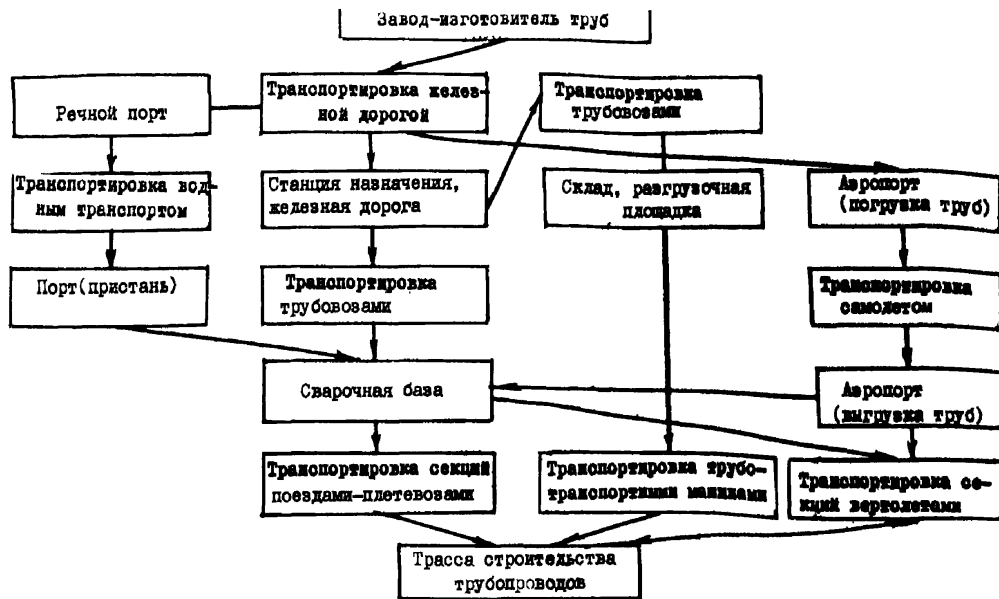 Завод-изготовитель труб
Речной порт
Транспортировка желез-
ной дорогой
Транспортировка
трубовозами
Транспортировка вод-
ным транспортом
Станция назначения,
железная дорога
Склад, разгрузочная
площадка
Аэропорт
(погрузка труб)
Порт(пристань)
Транспортировка
трубовозами
Транспортировка
самолетом
Сварочная база
Аэропорт
(выгрузка труб)
Транспортировка секций
поездами-плетевозами
Транспортировка трубо-
транспортными машинами
Транспортировка се-
кций вертолетами
Трасса строительства
трубопроводов